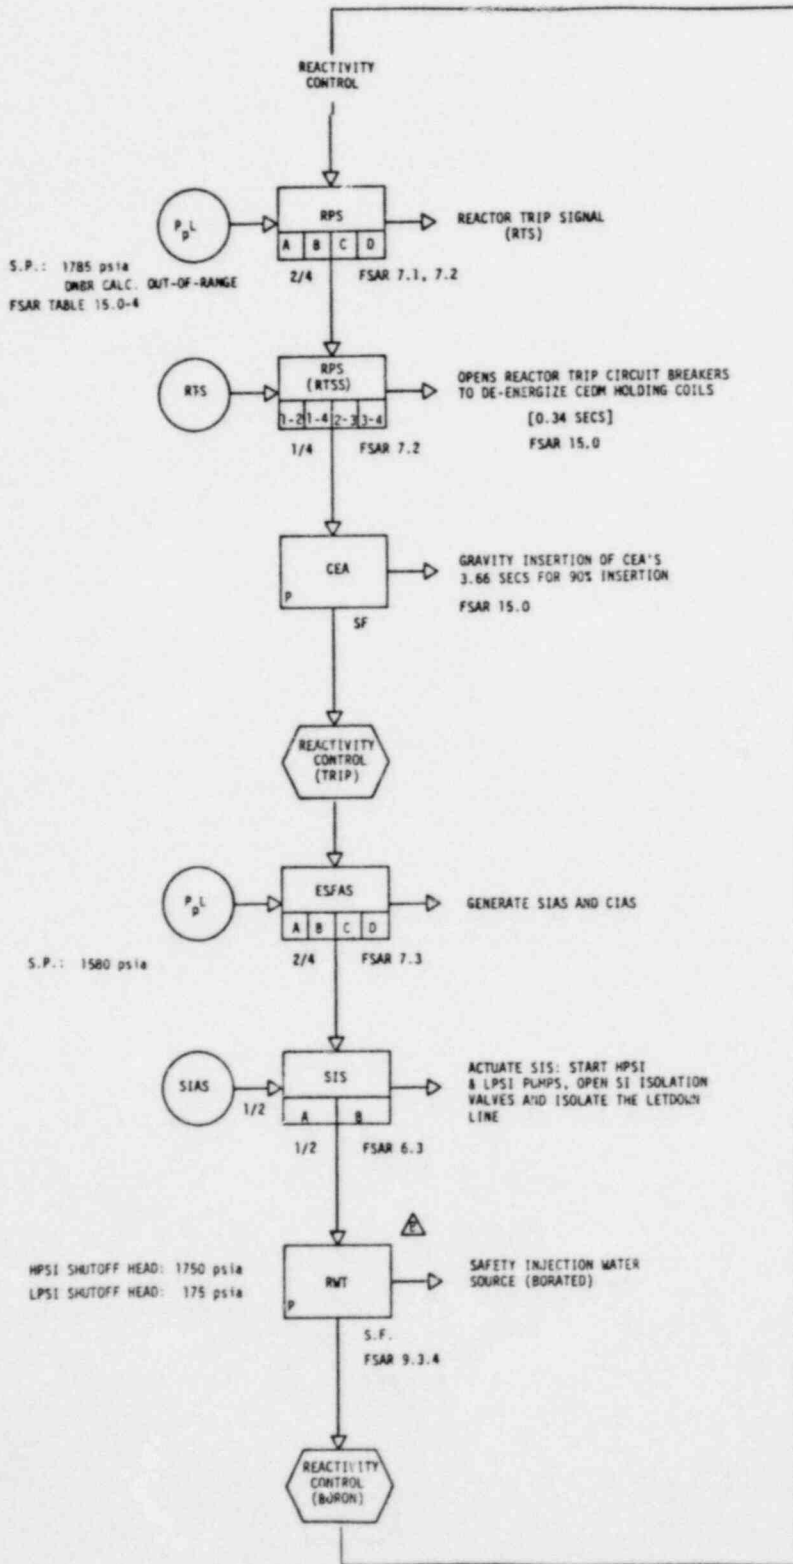 REACTIVITY
CONTROL
PpL
RPS
A B C D
REACTOR TRIP SIGNAL
(RTS)
S.P.: 1785 psia
DNBR CALC. OUT-OF-RANGE
FSAR TABLE 15.0-4
2/4 FSAR 7.1, 7.2
RTS
RPS
(RTSS)
1-2 1-4 2-3 3-4
OPENS REACTOR TRIP CIRCUIT BREAKERS
TO DE-ENERGIZE CEDM HOLDING COILS
[0.34 SECS]
FSAR 15.0
1/4 FSAR 7.2
CEA
P
GRAVITY INSERTION OF CEA'S
3.66 SECS FOR 90% INSERTION
FSAR 15.0
SF
REACTIVITY
CONTROL
(TRIP)
PpL
ESFAS
A B C D
GENERATE SIAS AND CIAS
S.P.: 1580 psia
2/4 FSAR 7.3
SIAS
1/2
SIS
A B
ACTUATE SIS: START HPSI
& LPSI PUMPS, OPEN SI ISOLATION
VALVES AND ISOLATE THE LETDOWN
LINE
1/2 FSAR 6.3
HPSI SHUTOFF HEAD: 1750 psia
LPSI SHUTOFF HEAD: 175 psia
RWT
P
SAFETY INJECTION WATER
SOURCE (BORATED)
S.F.
FSAR 9.3.4
REACTIVITY
CONTROL
(BORON)